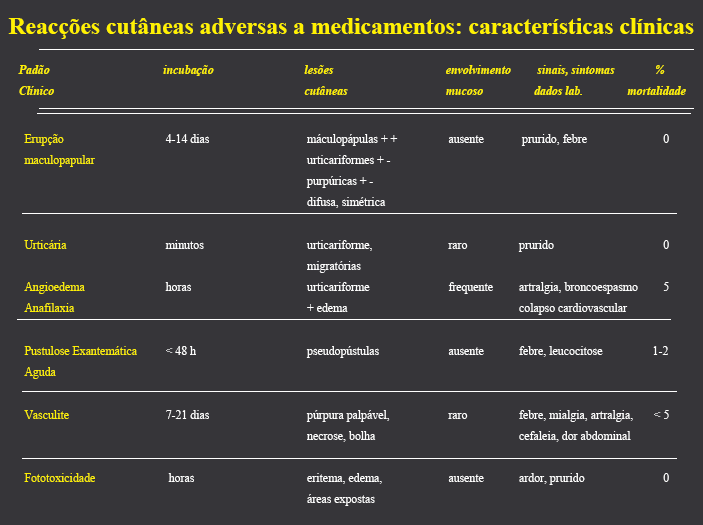 Reacções cutâneas adversas a medicamentos: características clínicas
Padão incubação lesões envolvimento sinais, sintomas %
Clínico cutâneas mucoso dados lab. mortalidade
Erupção 4-14 dias máculopápulas + + ausente prurido, febre 0
maculopapular urticariformes + -
purpúricas + -
difusa, simétrica
Urticária minutos urticariforme, raro prurido 0
migratórias
Angioedema horas urticariforme frequente artralgia, broncoespasmo 5
Anafilaxia + edema colapso cardiovascular
Pustulose Exantemática < 48 h pseudopústulas ausente febre, leucocitose 1-2
Aguda
Vasculite 7-21 dias púrpura palpável, raro febre, mialgia, artralgia, < 5
necrose, bolha cefaleia, dor abdominal
Fototoxicidade horas eritema, edema, ausente ardor, prurido 0
áreas expostas